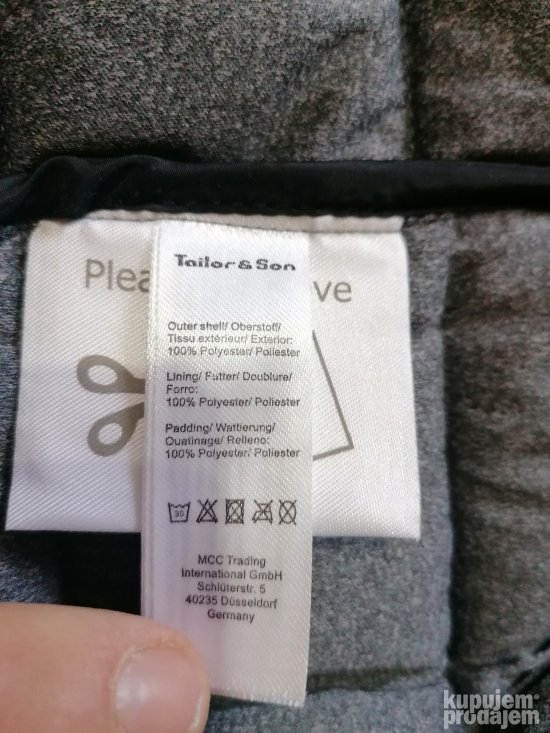 Tailor & Son
Plea ve
Outer shell/ Oberstoff/
Tissu extérieur/ Exterior:
100% Polyester/ Poliester
Lining/ Futter/ Doublure/
Forro:
100% Polyester/ Poliester
Padding/ Wattierung/
Ouatinage/ Relleno:
100% Polyester/ Poliester
30
MCC Trading
International GmbH
Schlüterstr. 5
40235 Düsseldorf
Germany
kupujem
prodajem